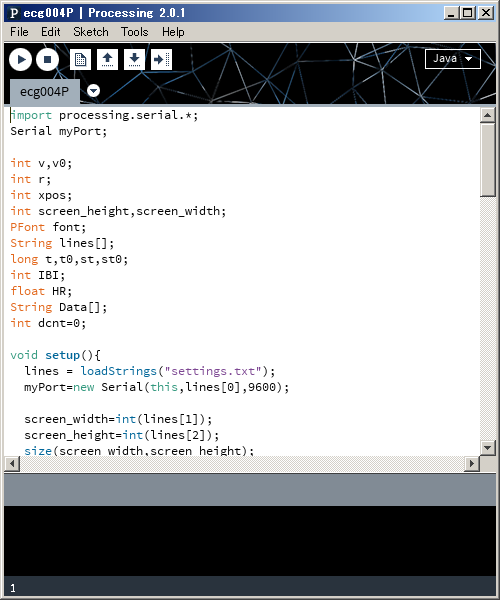 ecg004P | Processing 2.0.1
File Edit Sketch Tools Help
Java
ecg004P
import processing.serial.*;
Serial myPort;
int v,v0;
int r;
int xpos;
int screen_height,screen_width;
PFont font;
String lines[];
long t,t0,st,st0;
int IBI;
float HR;
String Data[];
int dcnt=0;
void setup(){
lines = loadStrings("settings.txt");
myPort=new Serial(this,lines[0],9600);
screen_width=int(lines[1]);
screen_height=int(lines[2]);
size(screen_width,screen_height);
1